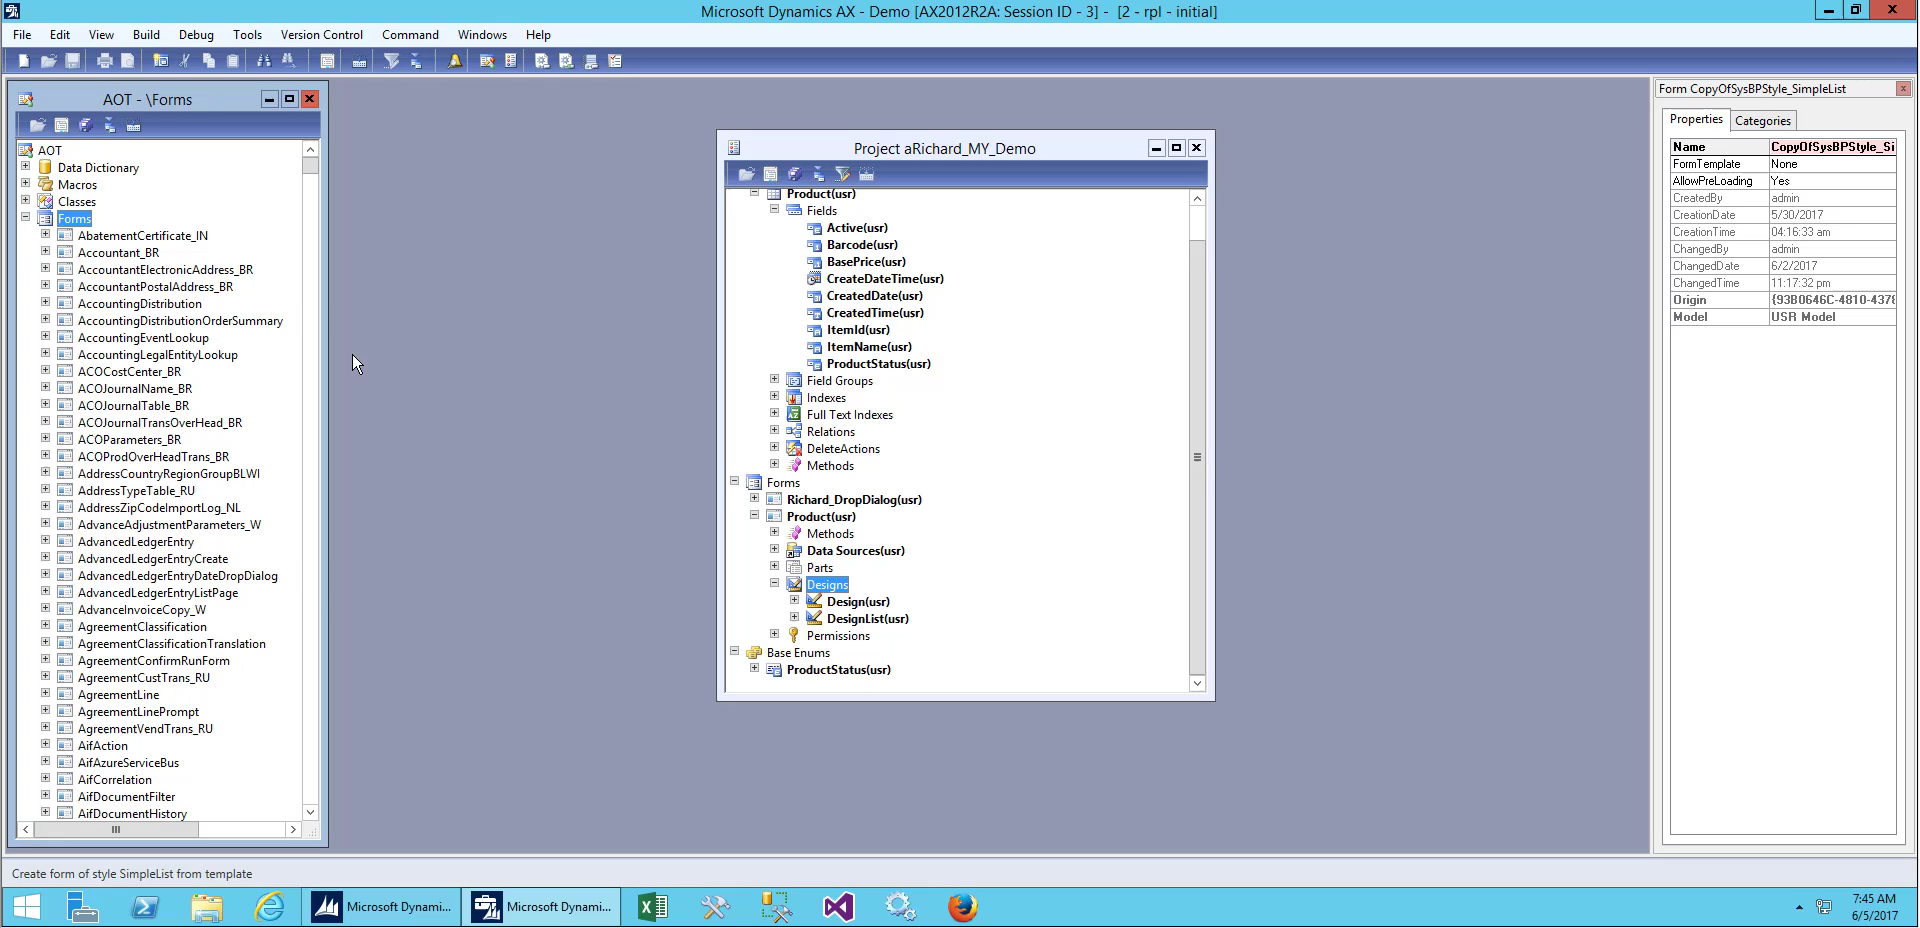 Microsoft Dynamics AX - Demo [AX2012R2A: Session ID - 3] - [2 - rpl - initial]
File Edit View Build Debug Tools Version Control Command Windows Help
AOT - \Forms
AOT
Data Dictionary
Macros
Classes
Forms
AbatementCertificate_IN
Accountant_BR
AccountantElectronicAddress_BR
AccountantPostalAddress_BR
AccountingDistribution
AccountingDistributionOrderSummary
AccountingEventLookup
AccountingLegalEntityLookup
ACOCostCenter_BR
ACOJournalName_BR
ACOJournalTable_BR
ACOJournalTransOverHead_BR
ACOParameters_BR
ACOProdOverHeadTrans_BR
AddressCountryRegionGroupBLWI
AddressTypeTable_RU
AddressZipCodeImportLog_NL
AdvanceAdjustmentParameters_W
AdvancedLedgerEntry
AdvancedLedgerEntryCreate
AdvancedLedgerEntryDateDropDialog
AdvancedLedgerEntryListPage
AdvanceInvoiceCopy_W
AgreementClassification
AgreementClassificationTranslation
AgreementConfirmRunForm
AgreementCustTrans_RU
AgreementLine
AgreementLinePrompt
AgreementVendTrans_RU
AifAction
AifAzureServiceBus
AifCorrelation
AifDocumentFilter
AifDocumentHistory
Project aRichard_MY_Demo
Product(usr)
Fields
Active(usr)
Barcode(usr)
BasePrice(usr)
CreateDateTime(usr)
CreatedDate(usr)
CreatedTime(usr)
ItemId(usr)
ItemName(usr)
ProductStatus(usr)
Field Groups
Indexes
Full Text Indexes
Relations
DeleteActions
Methods
Forms
Richard_DropDialog(usr)
Product(usr)
Methods
Data Sources(usr)
Parts
Designs
Design(usr)
DesignList(usr)
Permissions
Base Enums
ProductStatus(usr)
Form CopyOfSysBPStyle_SimpleList
Properties Categories
Name CopyOfSysBPStyle_Si
FormTemplate None
AllowPreLoading Yes
CreatedBy admin
CreationDate 5/30/2017
CreationTime 04:16:33 am
ChangedBy admin
ChangedDate 6/2/2017
ChangedTime 11:17:32 pm
Origin {93B0646C-4810-4378
Model USR Model
Create form of style SimpleList from template
Microsoft Dynami... Microsoft Dynami...
7:45 AM
6/5/2017